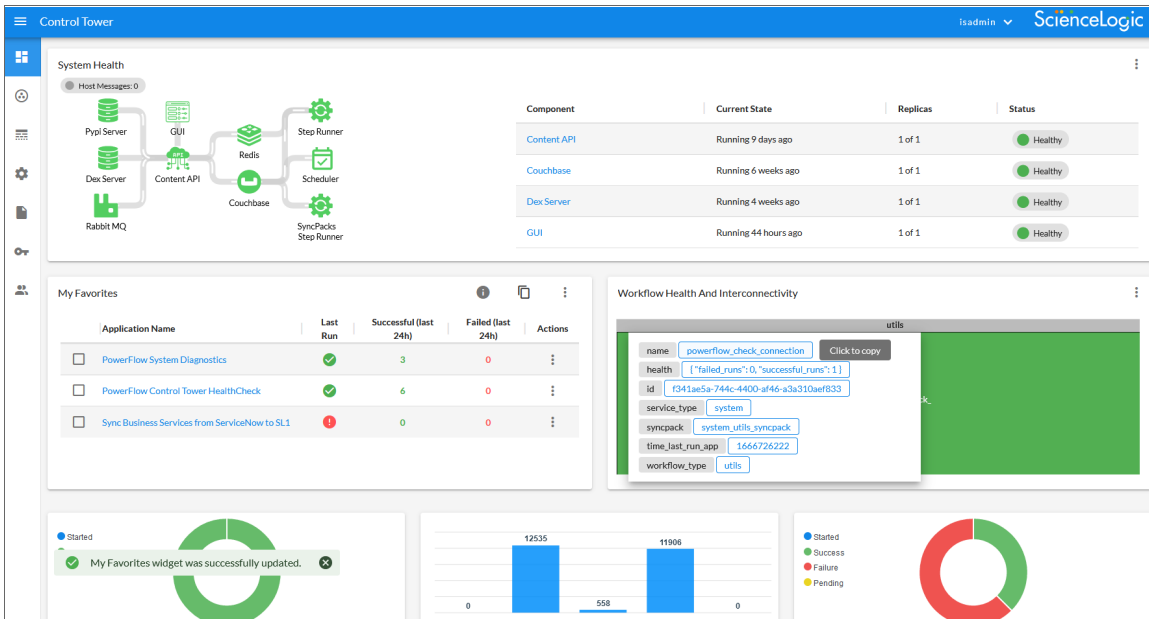 Control Tower
isadmin
ScienceLogic
System Health
Host Messages: 0
Pypi Server
GUI
Step Runner
Redis
Dex Server
API
Content API
Scheduler
Couchbase
Rabbit MQ
SyncPacks
Step Runner
Component Current State Replicas Status
Content API Running 9 days ago 1 of 1 Healthy
Couchbase Running 6 weeks ago 1 of 1 Healthy
Dex Server Running 4 weeks ago 1 of 1 Healthy
GUI Running 44 hours ago 1 of 1 Healthy
My Favorites
Application Name
Last
Run
Successful (last
24h)
Failed (last
24h)
Actions
PowerFlow System Diagnostics 3 0
PowerFlow Control Tower HealthCheck 6 0
Sync Business Services from ServiceNow to SL1 0 0
Workflow Health And Interconnectivity
utils
name powerflow_check_connection Click to copy
health { "failed_runs": 0, "successful_runs": 1 }
id f341ae5a-744c-4400-af46-a3a310aef833
ck_
service_type system
syncpack system_utils_syncpack
time_last_run_app 1666726222
workflow_type utils
Started
My Favorites widget was successfully updated.
0 12535 558 11906 0
Started
Success
Failure
Pending